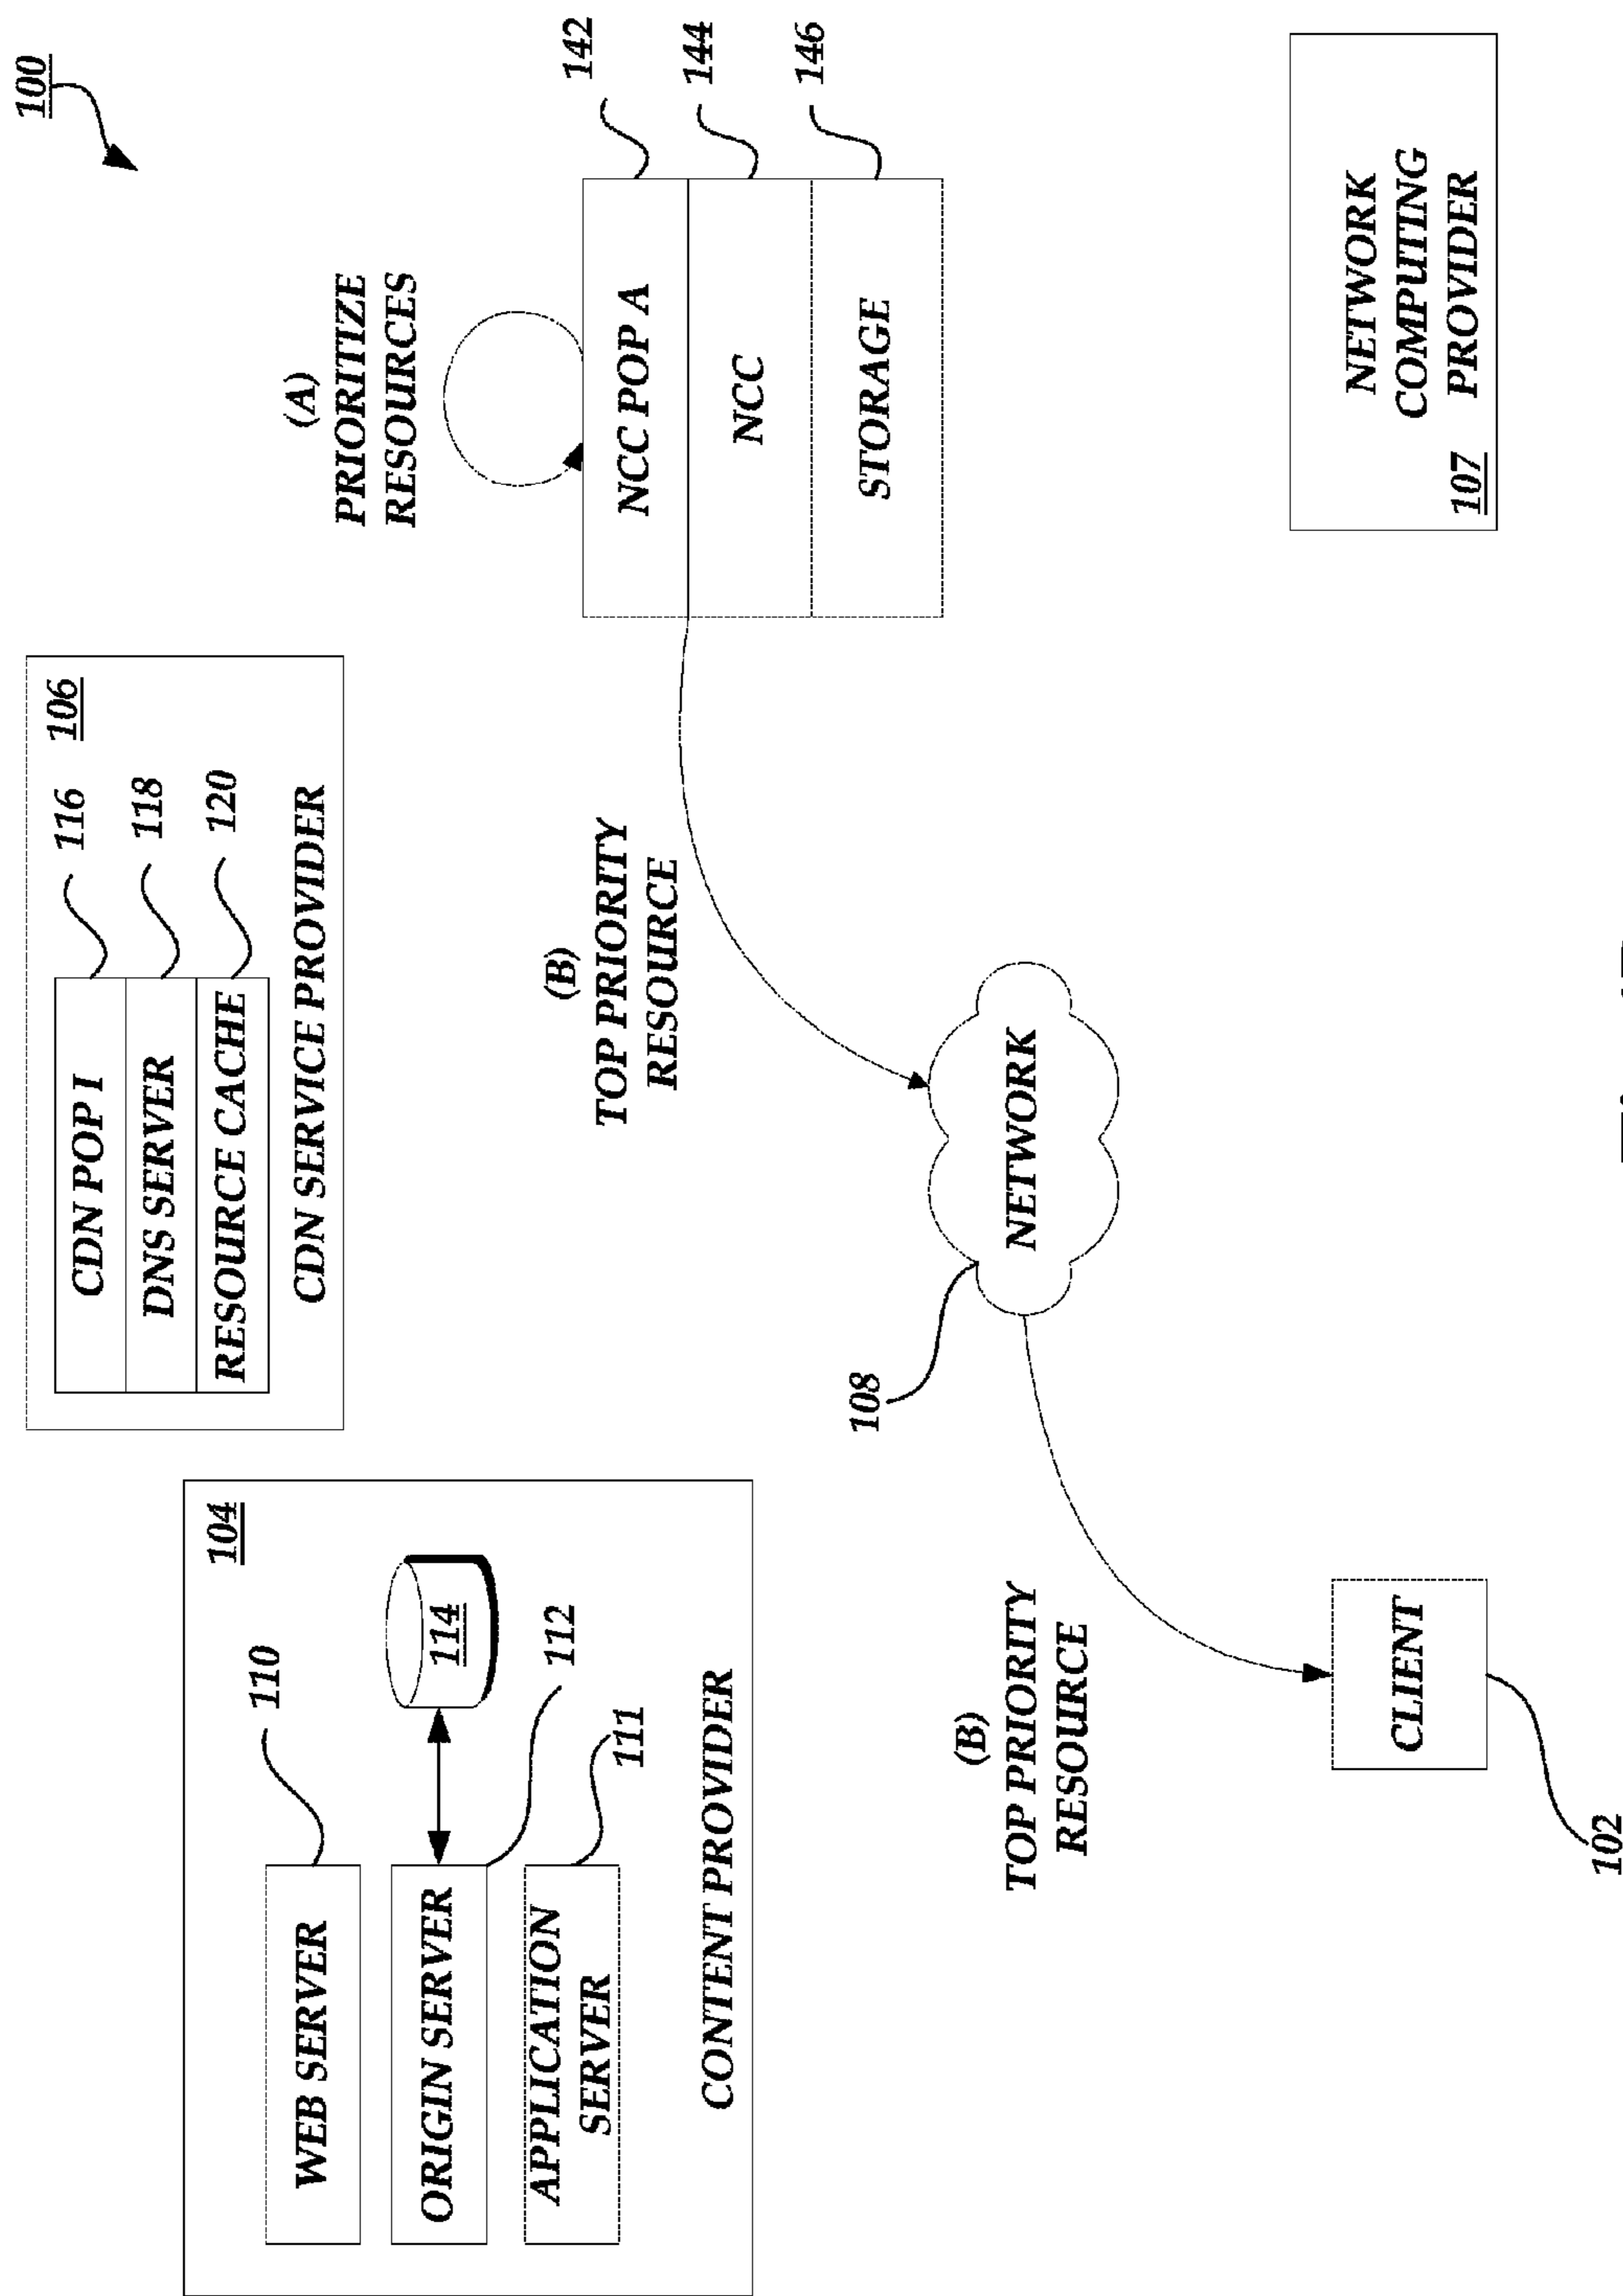 100
104
WEB SERVER
110
ORIGIN SERVER
114
112
APPLICATION
SERVER
111
CONTENT PROVIDER
106
CDN POP I
116
DNS SERVER
118
RESOURCE CACHE
120
CDN SERVICE PROVIDER
(A)
PRIORITIZE
RESOURCES
NCC POP A
142
NCC
144
STORAGE
146
(B)
TOP PRIORITY
RESOURCE
108
NETWORK
(B)
TOP PRIORITY
RESOURCE
CLIENT
102
NETWORK
COMPUTING
PROVIDER
107